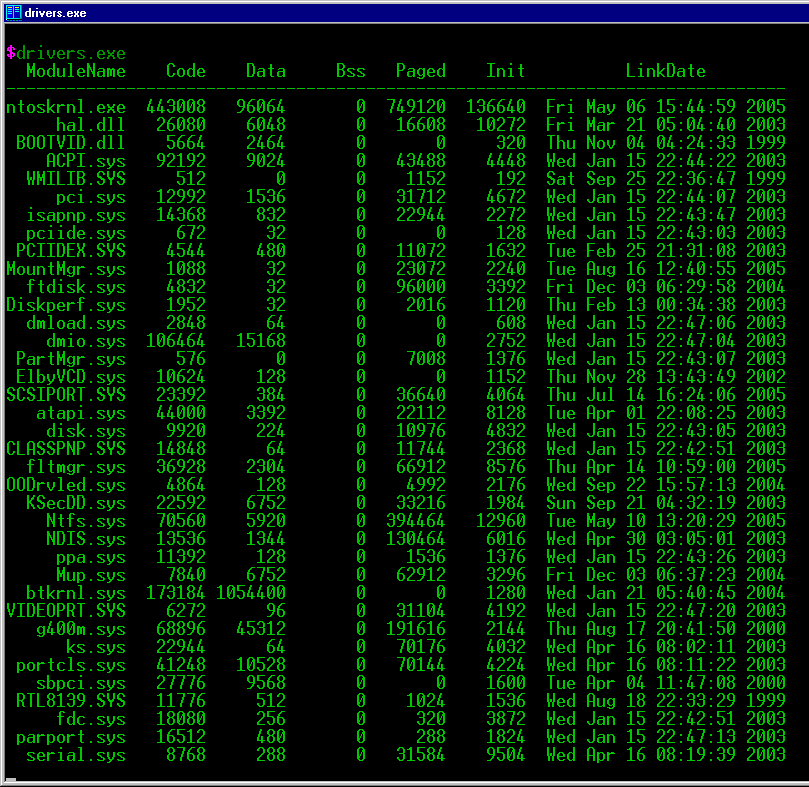 drivers.exe
$drivers.exe
ModuleName Code Data Bss Paged Init LinkDate
------------------------------------------------------------------------------
ntoskrnl.exe 443008 96064 0 749120 136640 Fri May 06 15:44:59 2005
hal.dll 26080 6048 0 16608 10272 Fri Mar 21 05:04:40 2003
BOOTVID.dll 5664 2464 0 0 320 Thu Nov 04 04:24:33 1999
ACPI.sys 92192 9024 0 43488 4448 Wed Jan 15 22:44:22 2003
WMILIB.SYS 512 0 0 1152 192 Sat Sep 25 22:36:47 1999
pci.sys 12992 1536 0 31712 4672 Wed Jan 15 22:44:07 2003
isapnp.sys 14368 832 0 22944 2272 Wed Jan 15 22:43:47 2003
pciide.sys 672 32 0 0 128 Wed Jan 15 22:43:03 2003
PCIIDEX.SYS 4544 480 0 11072 1632 Tue Feb 25 21:31:08 2003
MountMgr.sys 1088 32 0 23072 2240 Tue Aug 16 12:40:55 2005
ftdisk.sys 4832 32 0 96000 3392 Fri Dec 03 06:29:58 2004
Diskperf.sys 1952 32 0 2016 1120 Thu Feb 13 00:34:38 2003
dmload.sys 2848 64 0 0 608 Wed Jan 15 22:47:06 2003
dmio.sys 106464 15168 0 0 2752 Wed Jan 15 22:47:04 2003
PartMgr.sys 576 0 0 7008 1376 Wed Jan 15 22:43:07 2003
ElbyVCD.sys 10624 128 0 0 1152 Thu Nov 28 13:43:49 2002
SCSIPORT.SYS 23392 384 0 36640 4064 Thu Jul 14 16:24:06 2005
atapi.sys 44000 3392 0 22112 8128 Tue Apr 01 22:08:25 2003
disk.sys 9920 224 0 10976 4832 Wed Jan 15 22:43:05 2003
CLASSPNP.SYS 14848 64 0 11744 2368 Wed Jan 15 22:42:51 2003
fltmgr.sys 36928 2304 0 66912 8576 Thu Apr 14 10:59:00 2005
OODrvled.sys 4864 128 0 4992 2176 Wed Sep 22 15:57:13 2004
KSecDD.sys 22592 6752 0 33216 1984 Sun Sep 21 04:32:19 2003
Ntfs.sys 70560 5920 0 394464 12960 Tue May 10 13:20:29 2005
NDIS.sys 13536 1344 0 130464 6016 Wed Apr 30 03:05:01 2003
ppa.sys 11392 128 0 1536 1376 Wed Jan 15 22:43:26 2003
Mup.sys 7840 6752 0 62912 3296 Fri Dec 03 06:37:23 2004
btkrnl.sys 173184 1054400 0 0 1280 Wed Jan 21 05:40:45 2004
VIDEOPRT.SYS 6272 96 0 31104 4192 Wed Jan 15 22:47:20 2003
g400m.sys 68896 45312 0 191616 2144 Thu Aug 17 20:41:50 2000
ks.sys 22944 64 0 70176 4032 Wed Apr 16 08:02:11 2003
portcls.sys 41248 10528 0 70144 4224 Wed Apr 16 08:11:22 2003
sbpci.sys 27776 9568 0 0 1600 Tue Apr 04 11:47:08 2000
RTL8139.SYS 11776 512 0 1024 1536 Wed Aug 18 22:33:29 1999
fdc.sys 18080 256 0 320 3872 Wed Jan 15 22:42:51 2003
parport.sys 16512 480 0 288 1824 Wed Jan 15 22:47:13 2003
serial.sys 8768 288 0 31584 9504 Wed Apr 16 08:19:39 2003